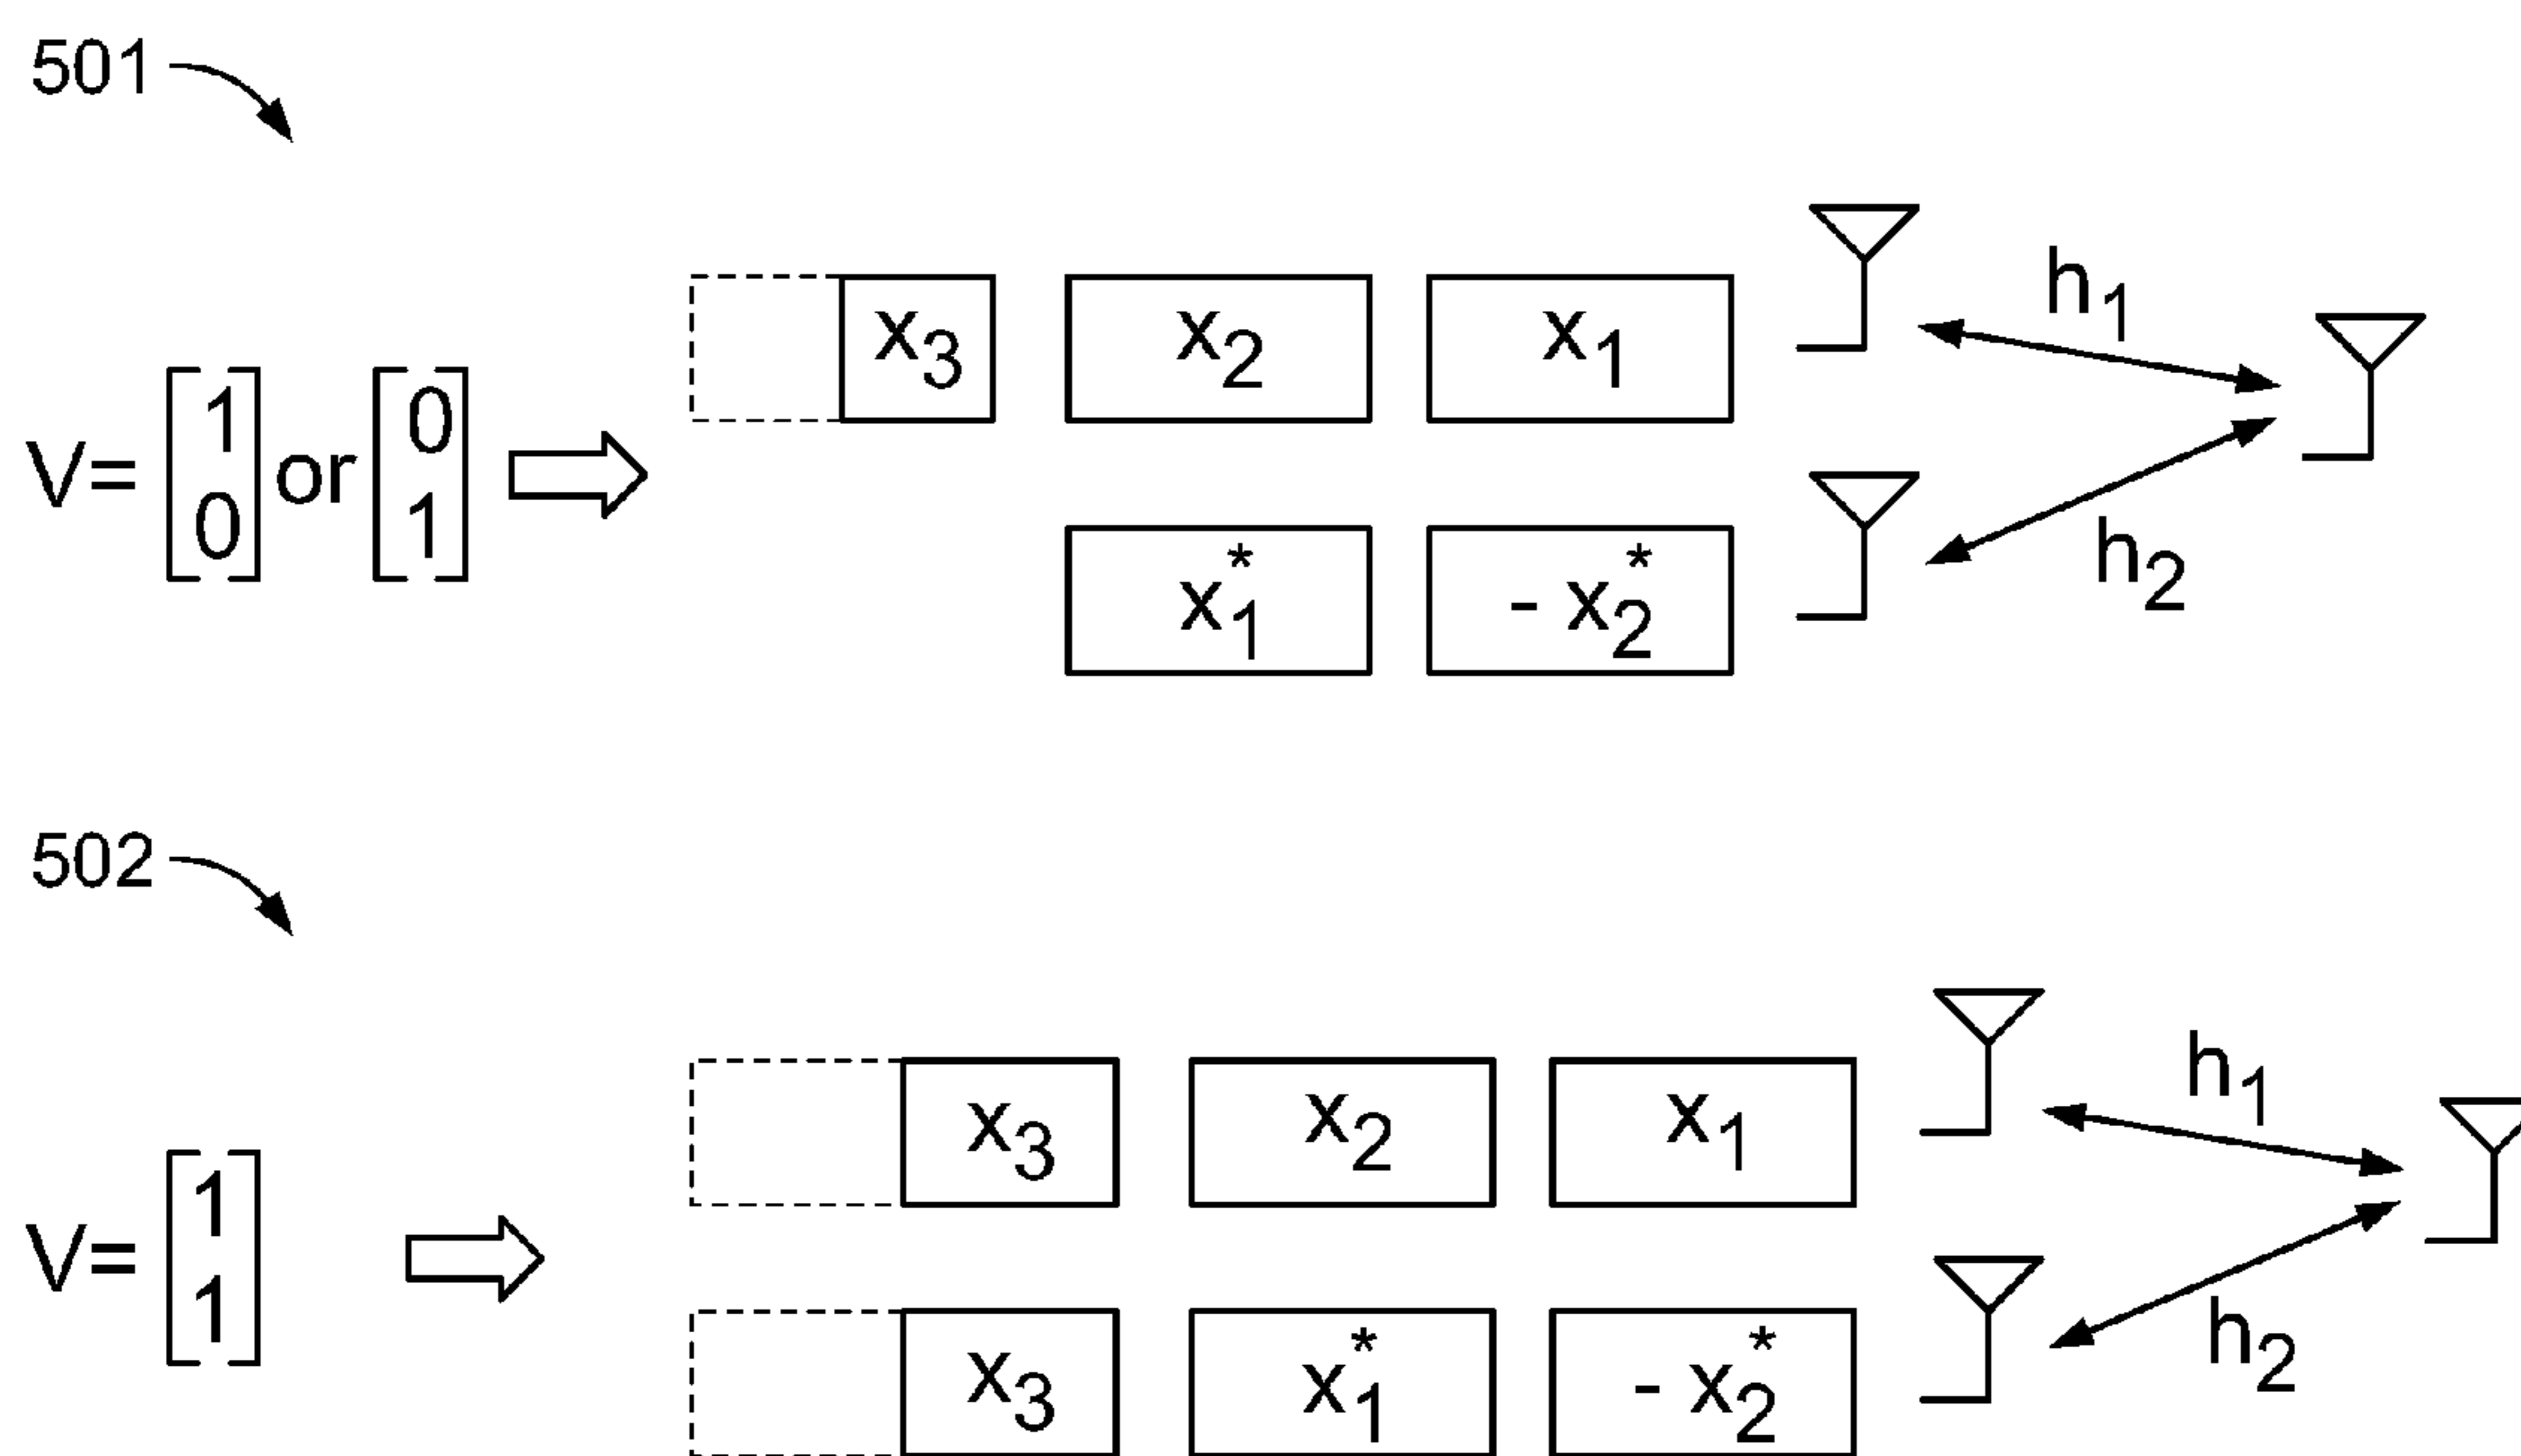 501
V= [1 0] or [0 1]
x₃ x₂ x₁
h₁
x₁* - x₂*
h₂
502
V= [1 1]
x₃ x₂ x₁
h₁
x₃ x₁* - x₂*
h₂